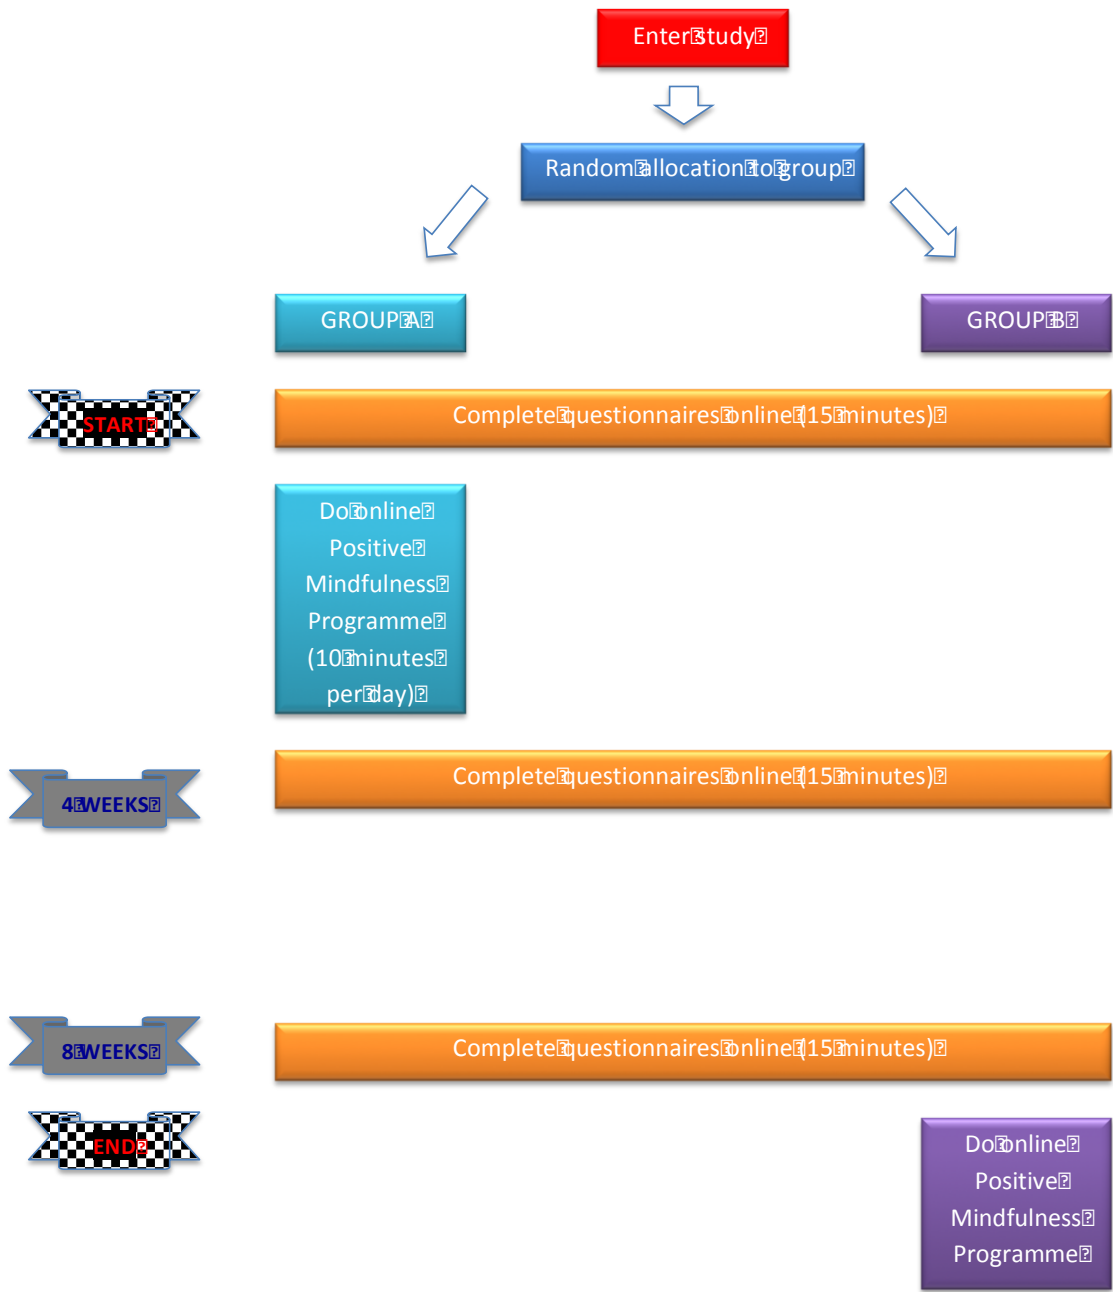 Enter study
Random allocation to group
GROUP A
GROUP B
START
Complete questionnaires online (15 minutes)
Do online
Positive
Mindfulness
Programme
(10 minutes
per day)
4 WEEKS
Complete questionnaires online (15 minutes)
8 WEEKS
Complete questionnaires online (15 minutes)
END
Do online
Positive
Mindfulness
Programme